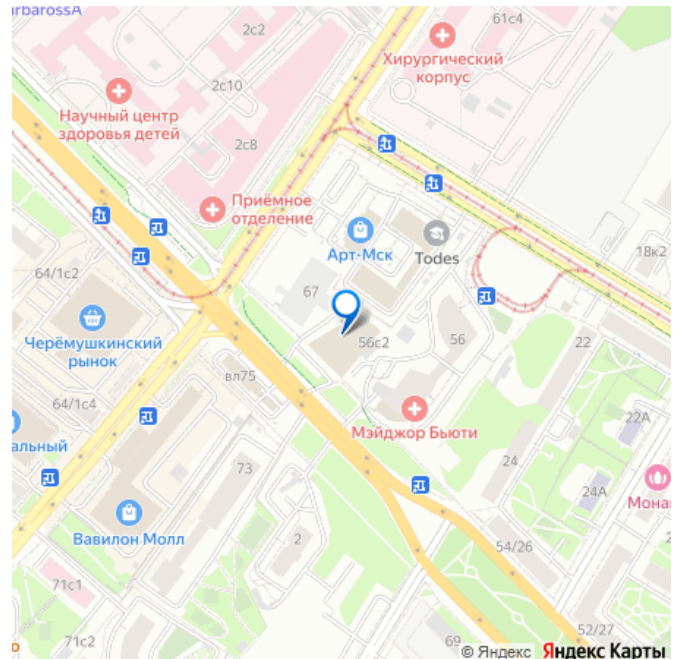 rbarossA
2с2
61с4
Хирургический
корпус
2с10
Научный центр
здоровья детей
2с8
Приёмное
отделение
Арт-Мск
Todes
18к2
64/1с2
67
Черёмушкинский
рынок
56с2
56
22
вл75
64/1с4
Мэйджор Бьюти
22А
альный
73
24
24А
Мона
Вавилон Молл
2
54/26
71с1
71с2
69
52/27
© Яндекс Яндекс Карты